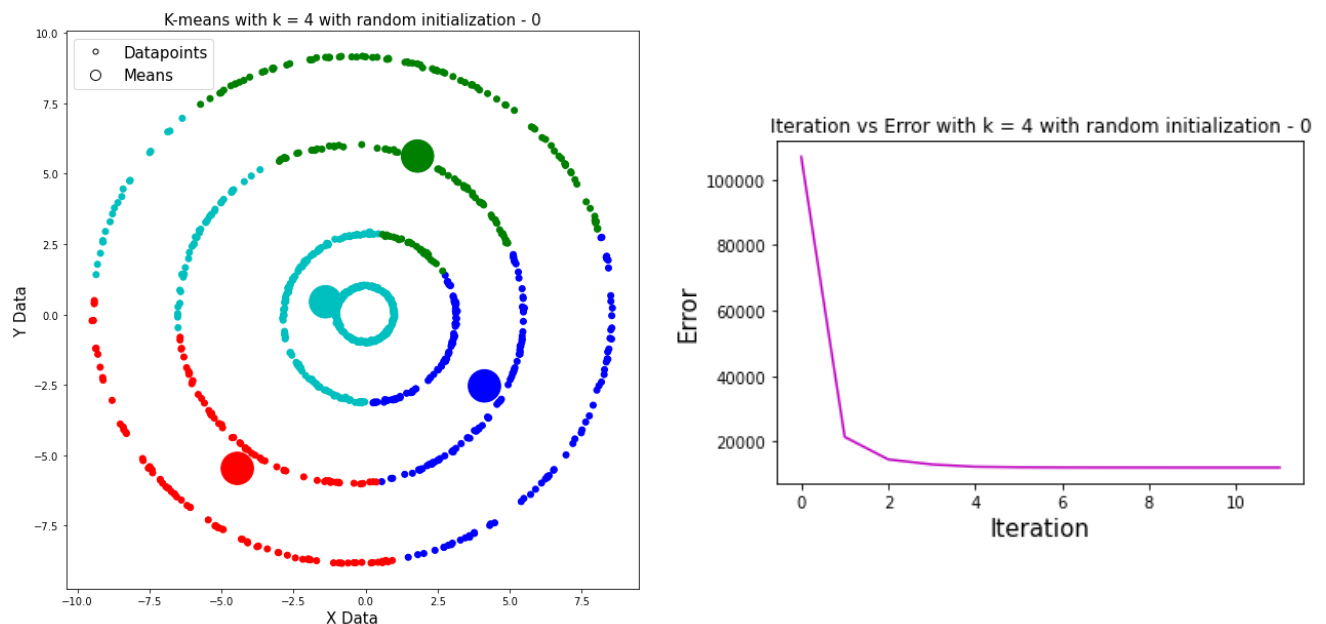 K-means with k = 4 with random initialization - 0
10.0
7.5
5.0
2.5
0.0
−2.5
−5.0
−7.5
Y Data
Datapoints
Means
−10.0 −7.5 −5.0 −2.5 0.0 2.5 5.0 7.5
X Data
Iteration vs Error with k = 4 with random initialization - 0
100000
80000
60000
40000
20000
Error
0 2 4 6 8 10
Iteration